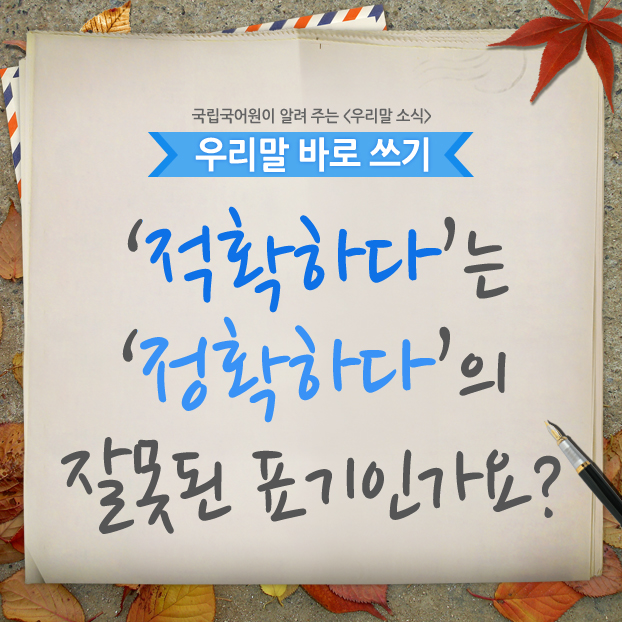 국립국어원이 알려 주는 <우리말 소식>
우리말 바로 쓰기
‘적확하다’는
‘정확하다’의
잘못된 표기인가요?